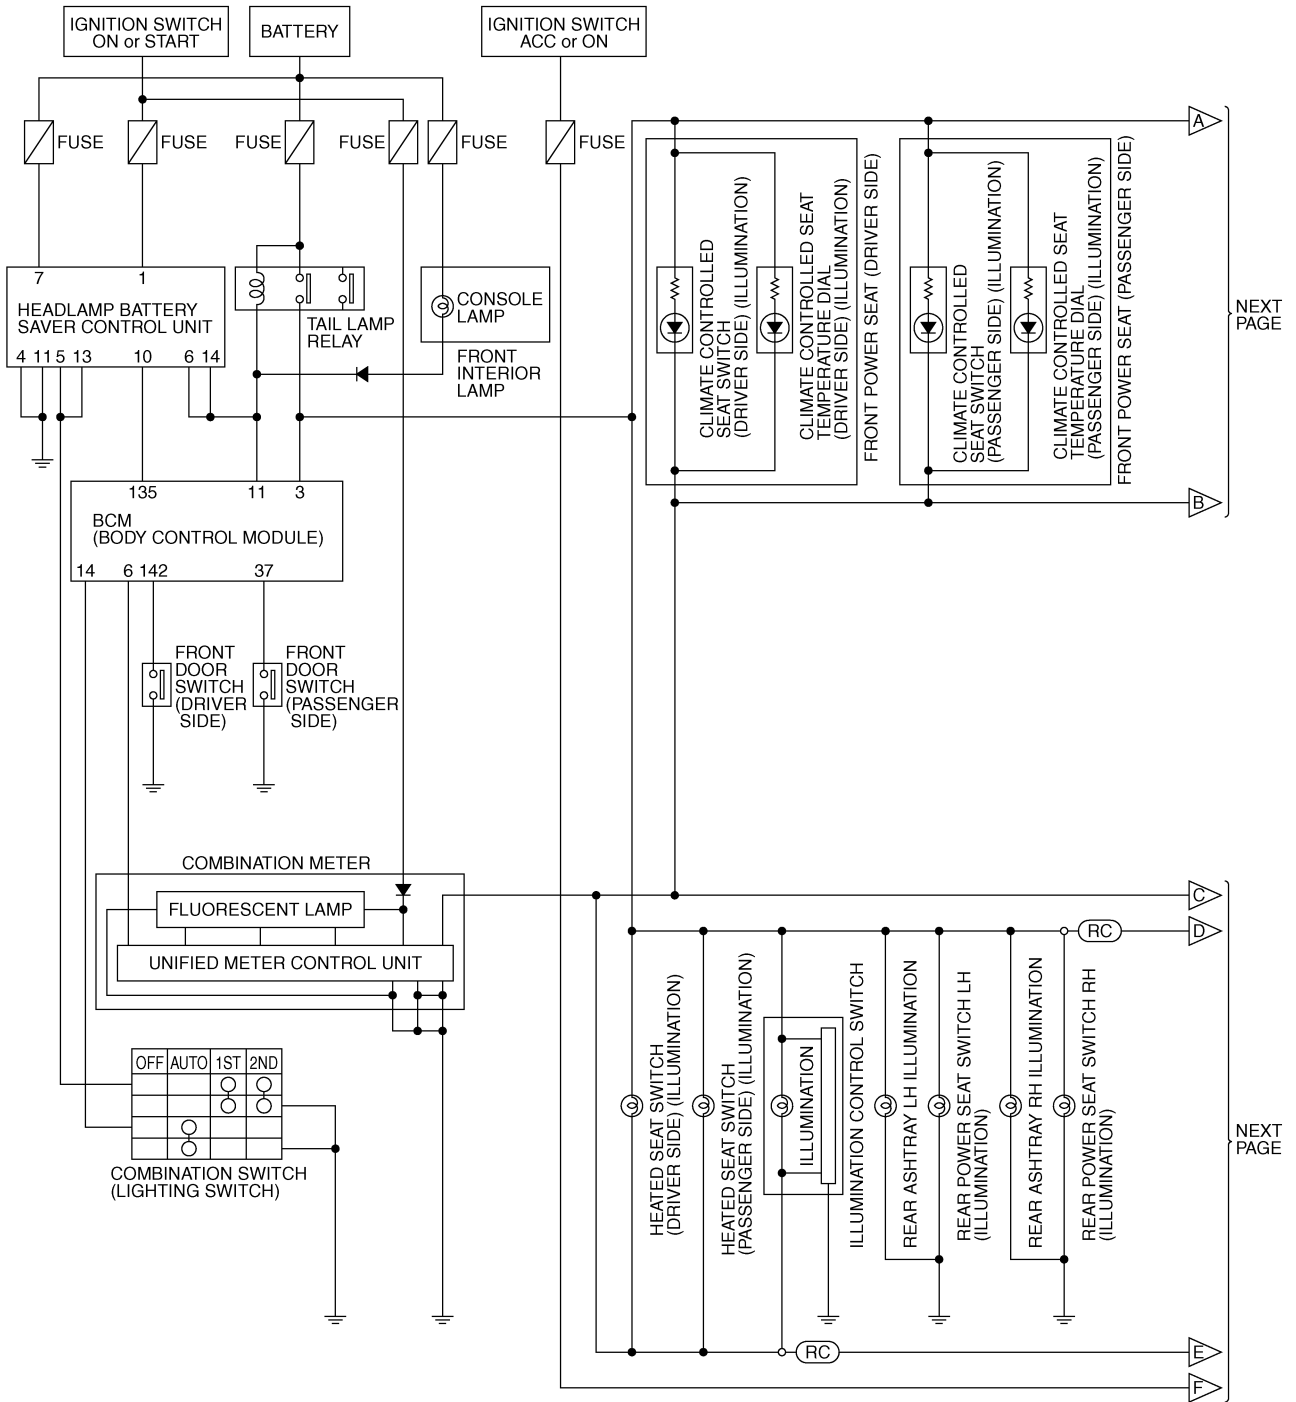 IGNITION SWITCH
ON or START
BATTERY
IGNITION SWITCH
ACC or ON
FUSE
FUSE
FUSE
FUSE
FUSE
FUSE
A
7
1
HEADLAMP BATTERY
SAVER CONTROL UNIT
4 11 5 13 10 6 14
TAIL LAMP
RELAY
CONSOLE
LAMP
FRONT
INTERIOR
LAMP
CLIMATE CONTROLLED
SEAT SWITCH
(DRIVER SIDE) (ILLUMINATION)
CLIMATE CONTROLLED SEAT
TEMPERATURE DIAL
(DRIVER SIDE) (ILLUMINATION)
FRONT POWER SEAT (DRIVER SIDE)
CLIMATE CONTROLLED
SEAT SWITCH
(PASSENGER SIDE) (ILLUMINATION)
CLIMATE CONTROLLED SEAT
TEMPERATURE DIAL
(PASSENGER SIDE) (ILLUMINATION)
FRONT POWER SEAT (PASSENGER SIDE)
NEXT
PAGE
B
135 11 3
BCM
(BODY CONTROL MODULE)
14 6 142 37
FRONT
DOOR
SWITCH
(DRIVER
SIDE)
FRONT
DOOR
SWITCH
(PASSENGER
SIDE)
COMBINATION METER
FLUORESCENT LAMP
UNIFIED METER CONTROL UNIT
C
RC
D
OFF AUTO 1ST 2ND
COMBINATION SWITCH
(LIGHTING SWITCH)
HEATED SEAT SWITCH
(DRIVER SIDE) (ILLUMINATION)
HEATED SEAT SWITCH
(PASSENGER SIDE) (ILLUMINATION)
ILLUMINATION
ILLUMINATION CONTROL SWITCH
REAR ASHTRAY LH ILLUMINATION
REAR POWER SEAT SWITCH LH
(ILLUMINATION)
REAR ASHTRAY RH ILLUMINATION
REAR POWER SEAT SWITCH RH
(ILLUMINATION)
NEXT
PAGE
RC
E
F